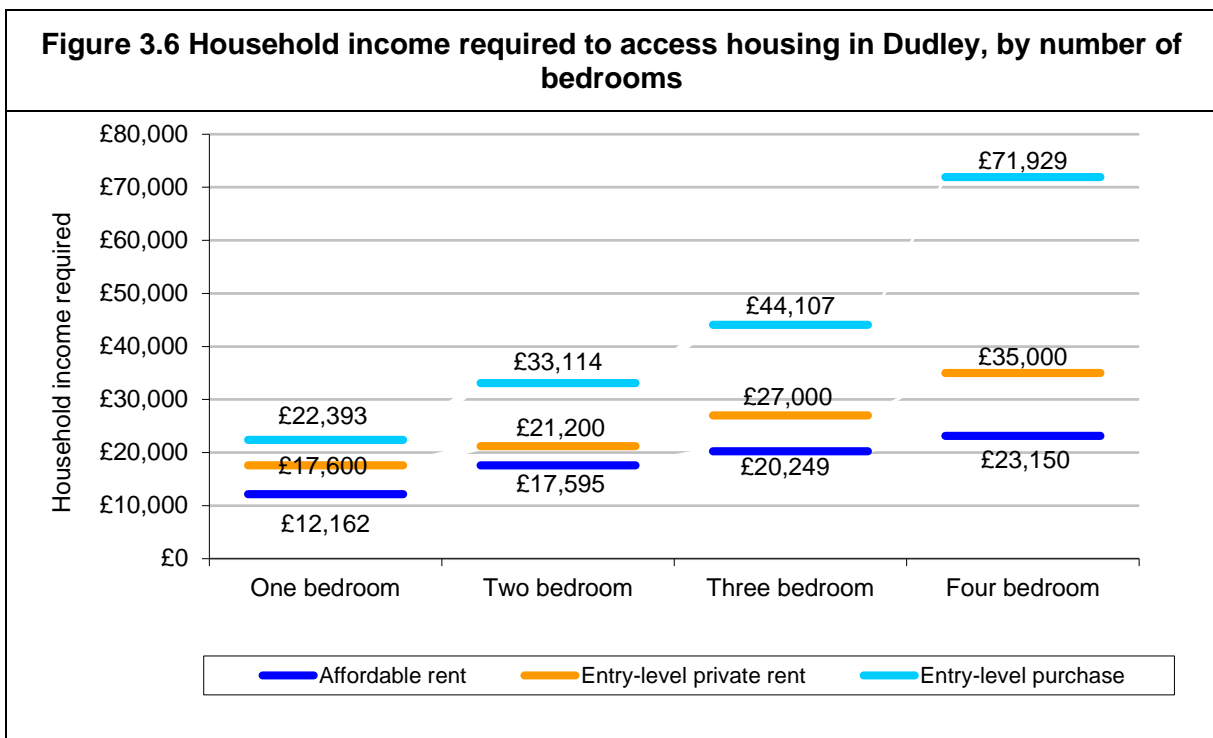 Figure 3.6 Household income required to access housing in Dudley, by number of
bedrooms
Household income required
£80,000
£70,000
£60,000
£50,000
£40,000
£30,000
£20,000
£10,000
£0
£22,393
£17,600
£12,162
£33,114
£21,200
£17,595
£44,107
£27,000
£20,249
£71,929
£35,000
£23,150
One bedroom
Two bedroom
Three bedroom
Four bedroom
Affordable rent
Entry-level private rent
Entry-level purchase